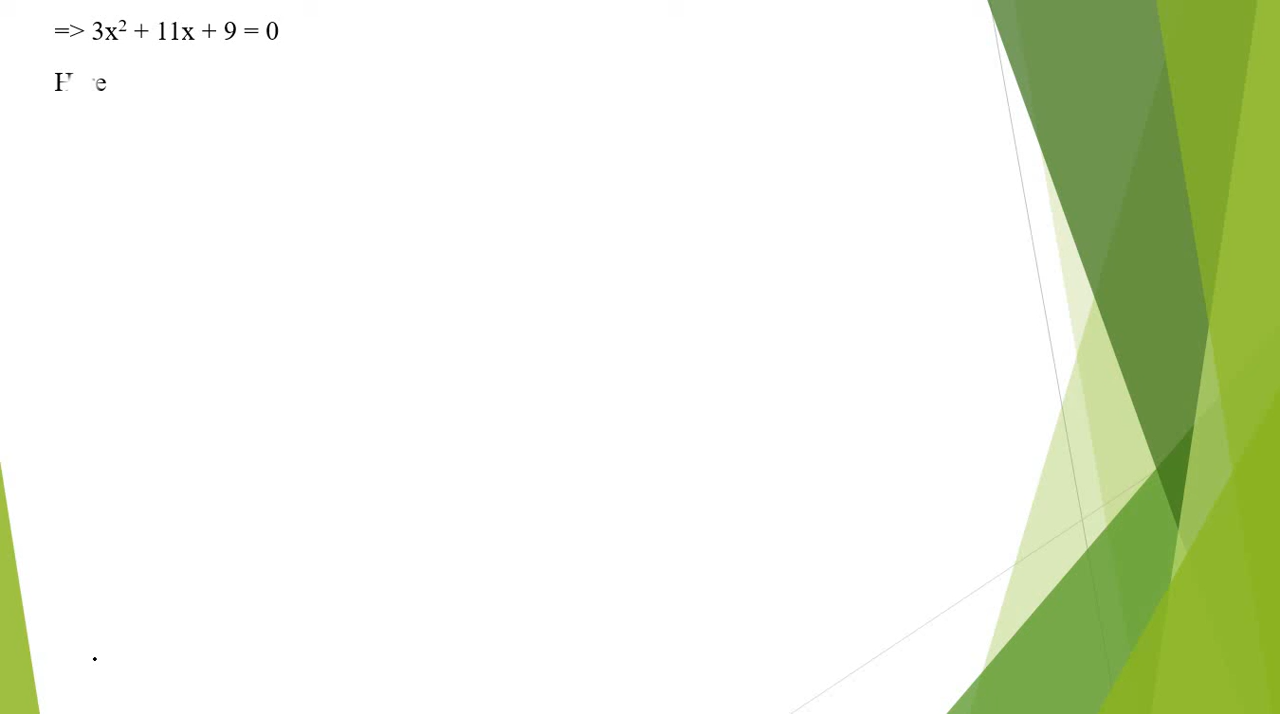 => 3x² + 11x + 9 = 0